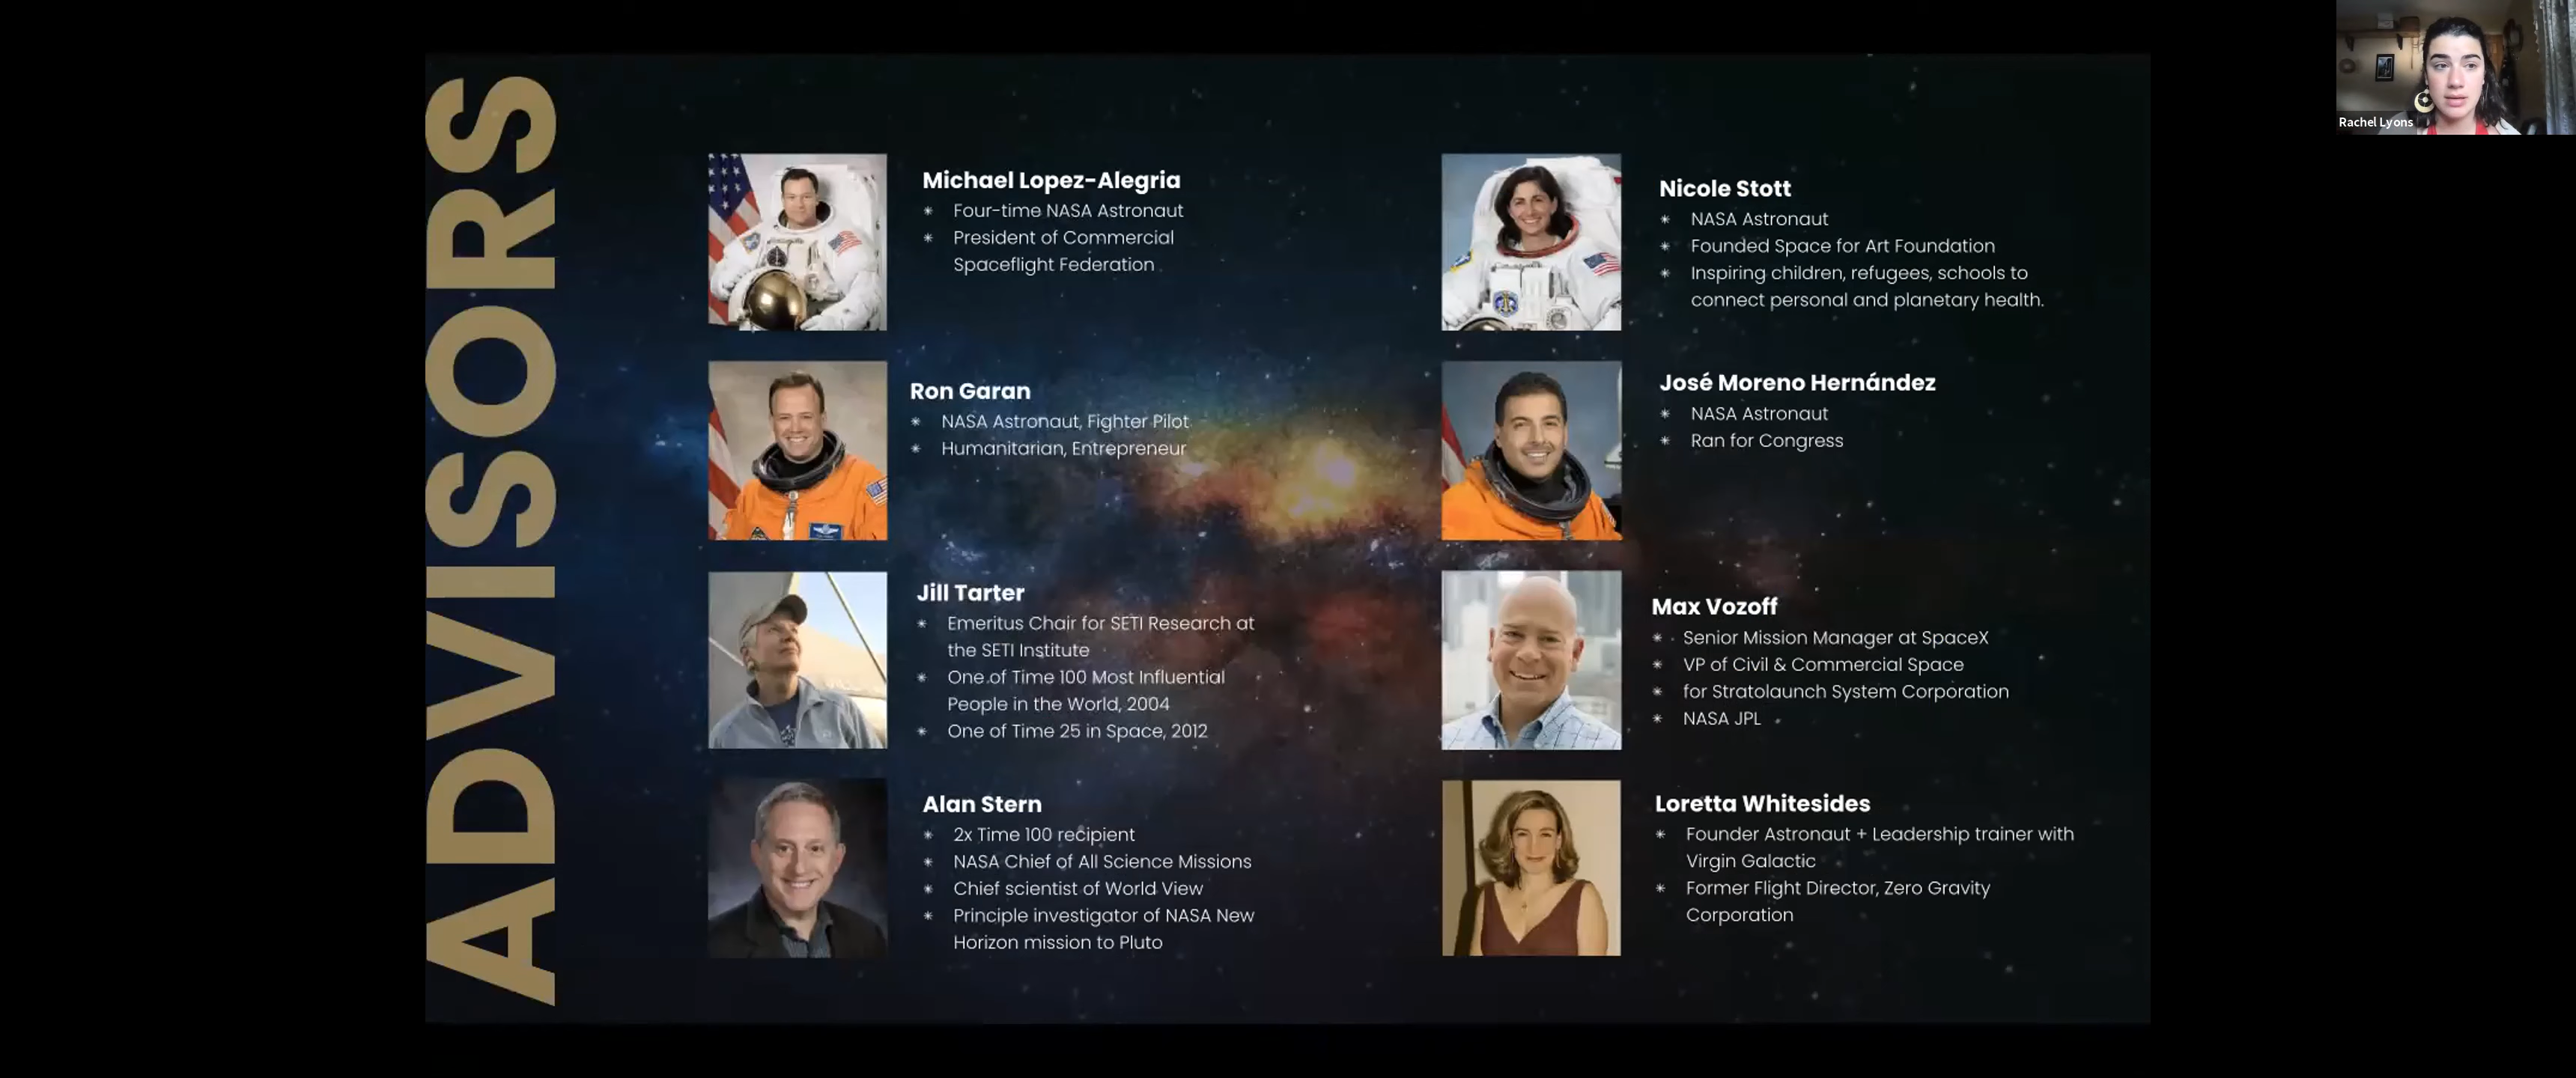 ADVISORS
Michael Lopez-Alegria
* Four-time NASA Astronaut
* President of Commercial
Spaceflight Federation
Ron Garan
* NASA Astronaut, Fighter Pilot
* Humanitarian, Entrepreneur
Jill Tarter
* Emeritus Chair for SETI Research at
the SETI Institute
* One of Time 100 Most Influential
People in the World, 2004
* One of Time 25 in Space, 2012
Alan Stern
* 2x Time 100 recipient
* NASA Chief of All Science Missions
* Chief scientist of World View
* Principle investigator of NASA New
Horizon mission to Pluto
Nicole Stott
* NASA Astronaut
* Founded Space for Art Foundation
* Inspiring children, refugees, schools to
connect personal and planetary health.
José Moreno Hernández
* NASA Astronaut
* Ran for Congress
Max Vozoff
* Senior Mission Manager at SpaceX
* VP of Civil & Commercial Space
* for Stratolaunch System Corporation
* NASA JPL
Loretta Whitesides
* Founder Astronaut + Leadership trainer with
Virgin Galactic
* Former Flight Director, Zero Gravity
Corporation
Rachel Lyons